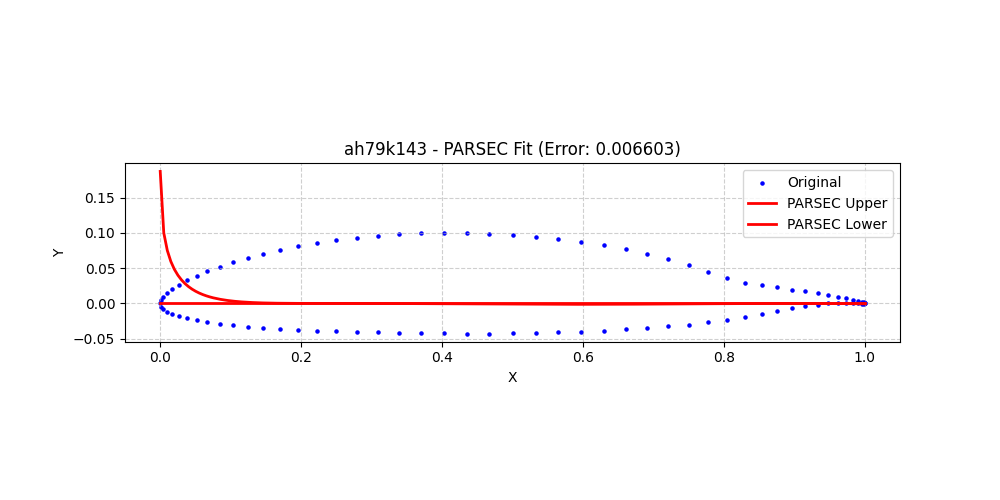 ah79k143 - PARSEC Fit (Error: 0.006603)
Original
PARSEC Upper
PARSEC Lower
Y
0.15
0.10
0.05
0.00
−0.05
0.0 0.2 0.4 0.6 0.8 1.0
X